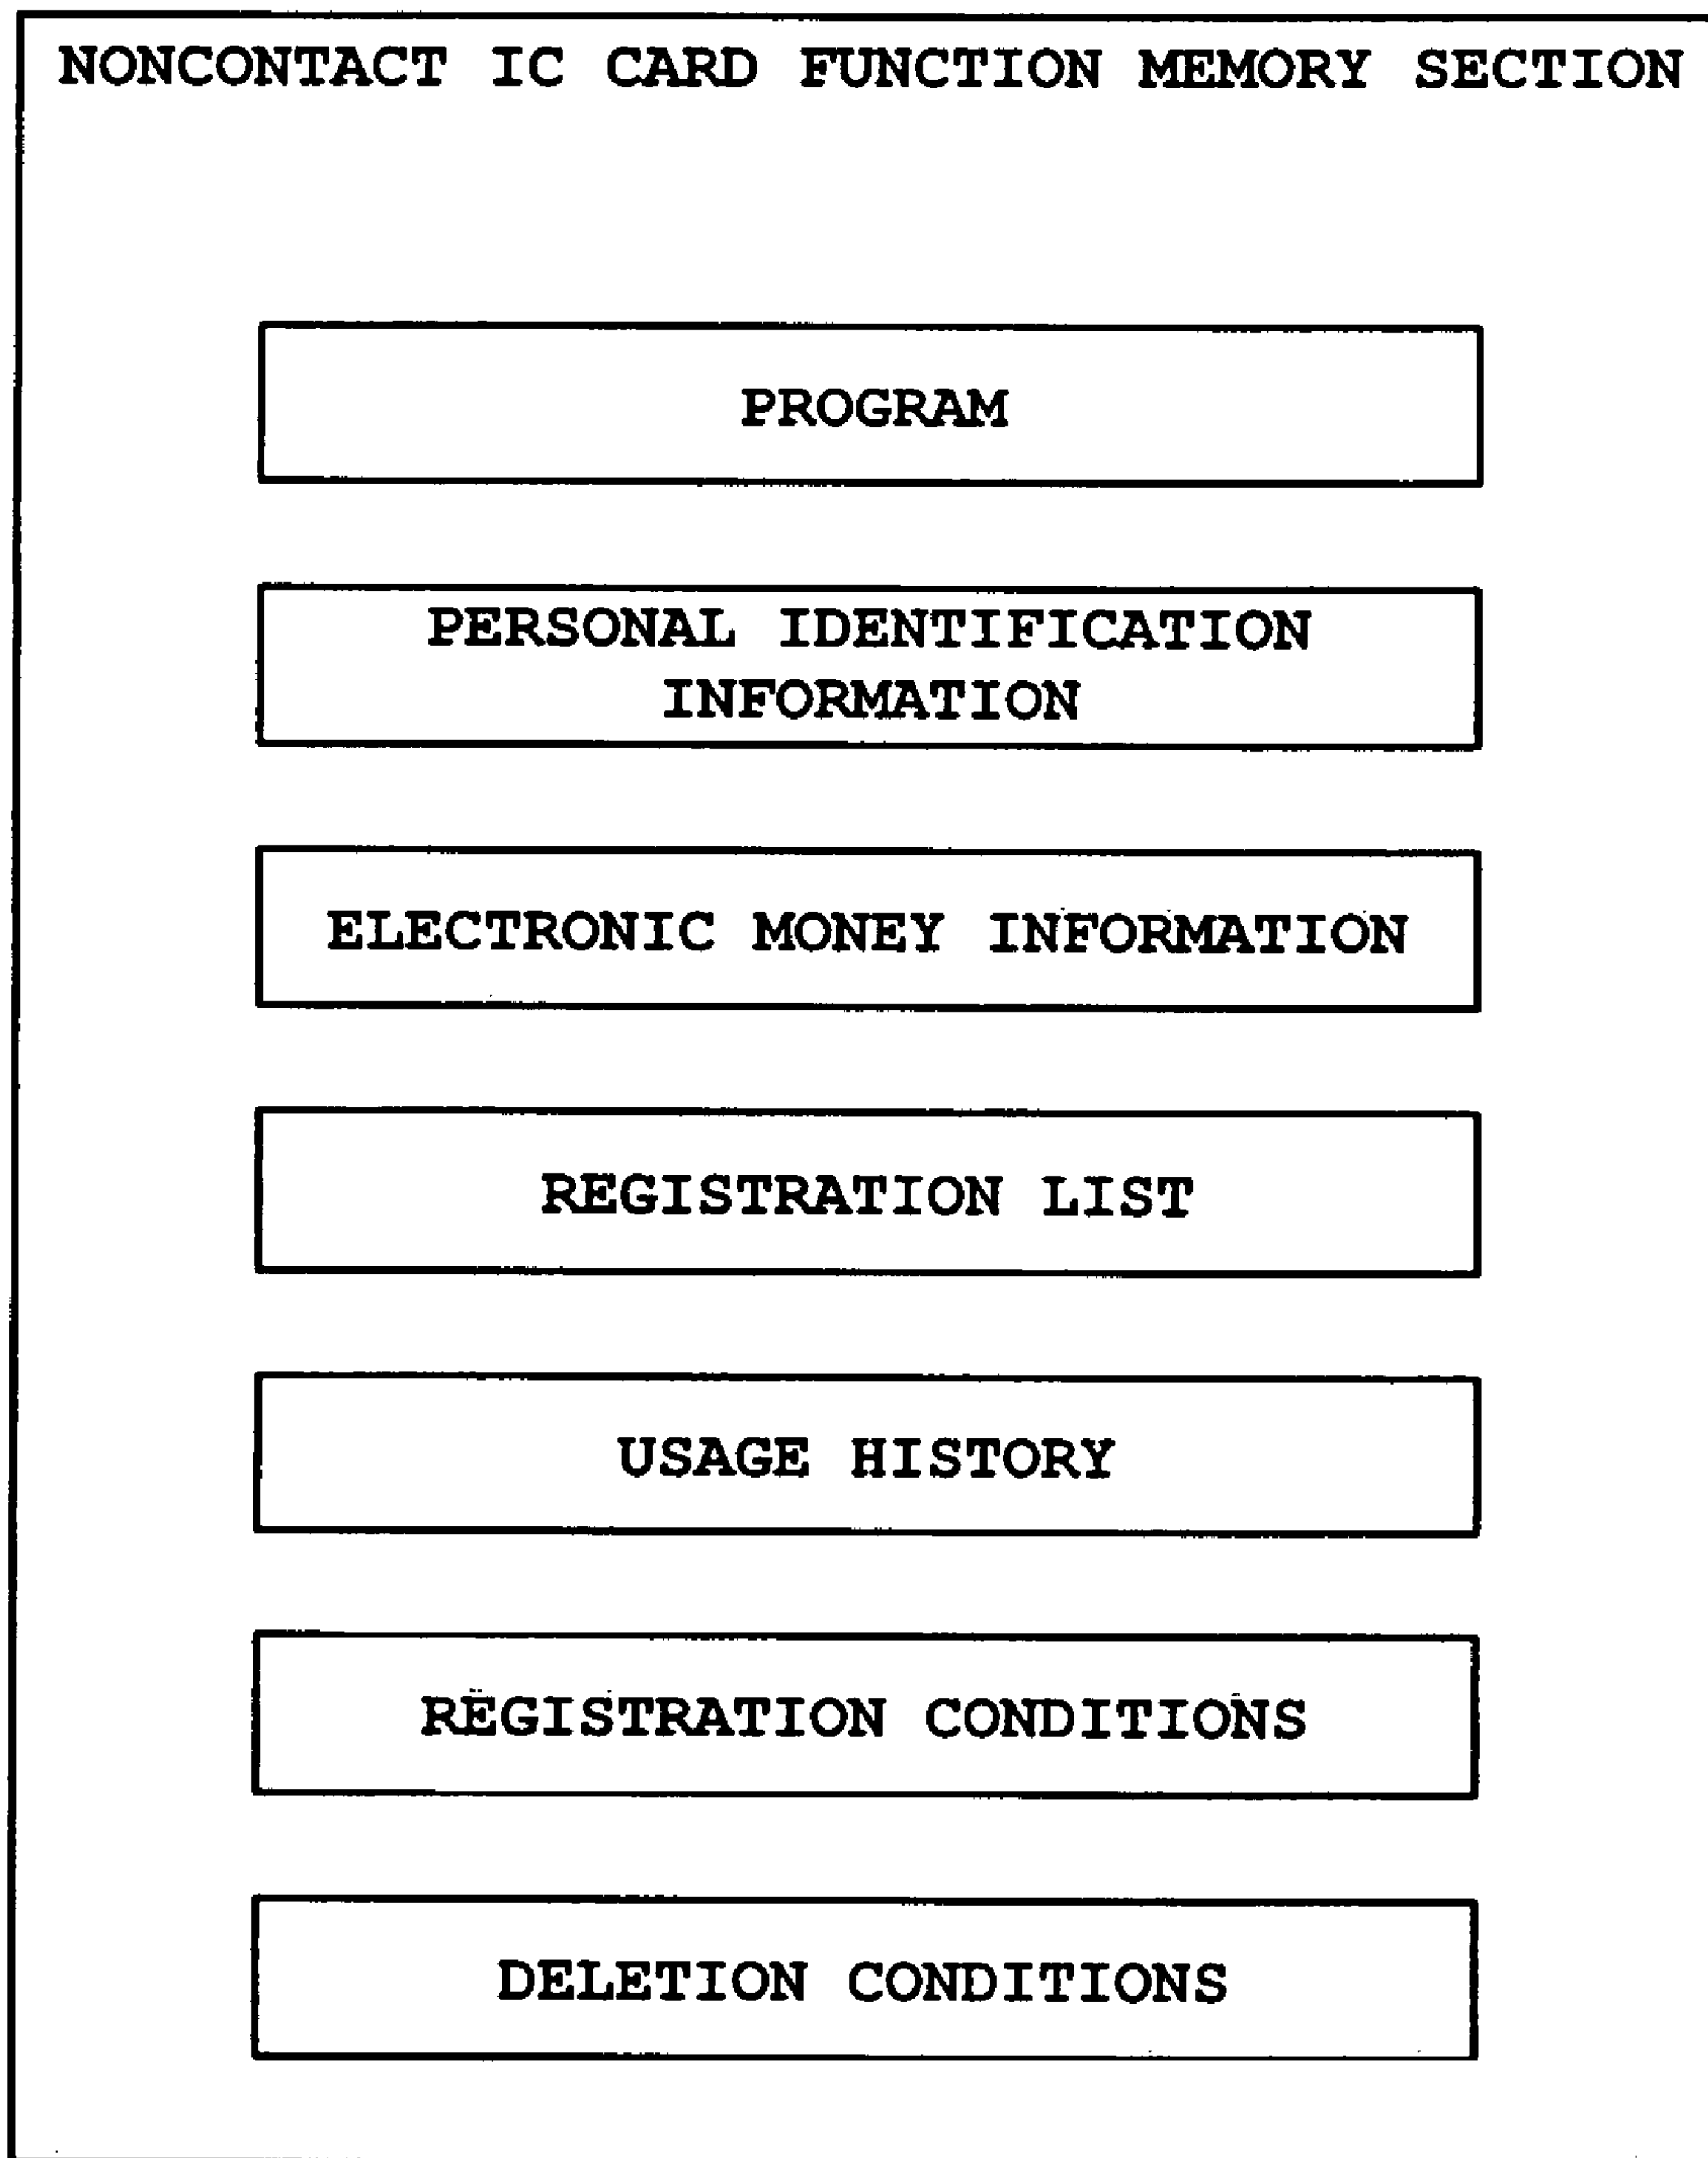 NONCONTACT IC CARD FUNCTION MEMORY SECTION
PROGRAM
PERSONAL IDENTIFICATION
INFORMATION
ELECTRONIC MONEY INFORMATION
REGISTRATION LIST
USAGE HISTORY
REGISTRATION CONDITIONS
DELETION CONDITIONS